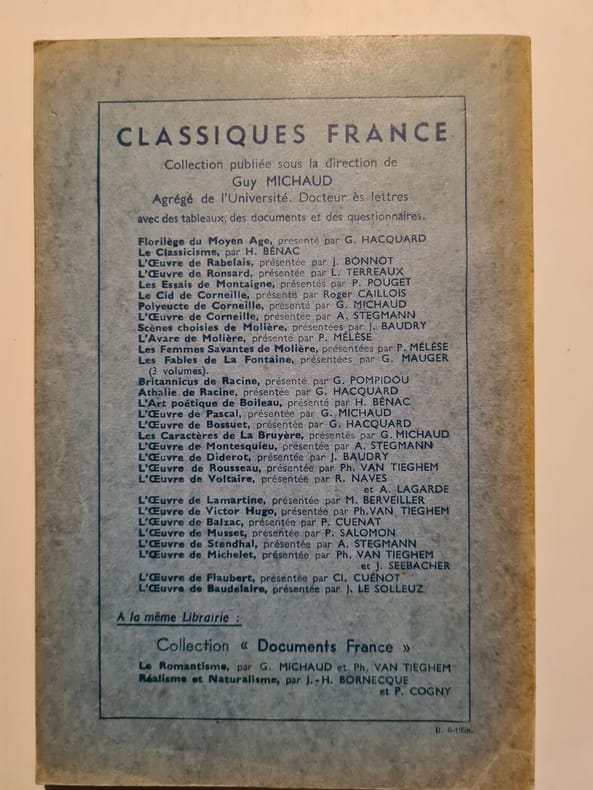 CLASSIQUES FRANCE
Collection publiée sous la direction de
Guy MICHAUD
Agrégé de l'Université. Docteur ès lettres
avec des tableaux, des documents et des questionnaires.
Florilège du Moyen Age, présenté par G. HACQUARD
Le Classicisme, par H. BÉNAC
L'Œuvre de Rabelais, présentée par J. BONNOT
L'Œuvre de Ronsard, présentée par L. TERREAUX
Les Essais de Montaigne, présentés par P. POUGET
Le Cid de Corneille, présenté par Roger CAILLOIS
Polyeucte de Corneille, présenté par G. MICHAUD
L'Œuvre de Corneille, présentée par A. STEGMANN
Scènes choisies de Molière, présentées par J. BAUDRY
L'Avare de Molière, présenté par P. MÉLÈSE
Les Femmes Savantes de Molière, présentées par P. MÉLÈSE
Les Fables de La Fontaine, présentées par G. MAUGER
(3 volumes).
Britannicus de Racine, présenté par G. POMPIDOU
Athalie de Racine, présentée par G. HACQUARD
L'Art poétique de Boileau, présenté par H. BÉNAC
L'Œuvre de Pascal, présentée par G. MICHAUD
L'Œuvre de Bossuet, présentée par G. HACQUARD
Les Caractères de La Bruyère, présentés par G. MICHAUD
L'Œuvre de Montesquieu, présentée par A. STEGMANN
L'Œuvre de Diderot, présentée par J. BAUDRY
L'Œuvre de Rousseau, présentée par Ph. VAN TIEGHEM
L'Œuvre de Voltaire, présentée par R. NAVES
et A. LAGARDE
L'Œuvre de Lamartine, présentée par M. BERVEILLER
L'Œuvre de Victor Hugo, présentée par Ph. VAN TIEGHEM
L'Œuvre de Balzac, présentée par P. CUENAT
L'Œuvre de Musset, présentée par P. SALOMON
L'Œuvre de Stendhal, présentée par A. STEGMANN
L'Œuvre de Michelet, présentée par Ph. VAN TIEGHEM
et J. SEEBACHER
L'Œuvre de Flaubert, présentée par Cl. CUÉNOT
L'Œuvre de Baudelaire, présentée par J. LE SOLLEUZ
A la même Librairie :
Collection « Documents France »
Le Romantisme, par G. MICHAUD et Ph. VAN TIEGHEM
Réalisme et Naturalisme, par J.-H. BORNECQUE
et P. COGNY
6-1958.